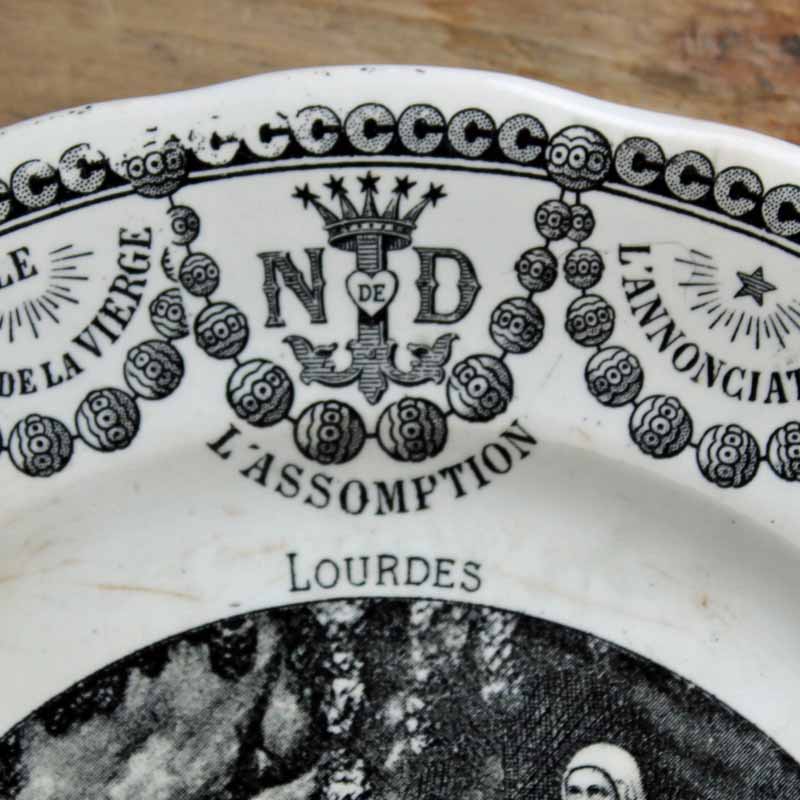 LE
DE LA VIERGE
N DE D
L'ASSOMPTION
L'ANNONCIAT
LOURDES